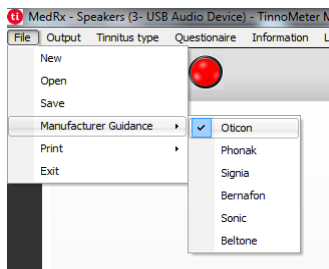 ti MedRx - Speakers (3- USB Audio Device) - TinnoMeter M
File Output Tinnitus type Questionaire Information L
New
Open
Save
Manufacturer Guidance
Oticon
Phonak
Signia
Bernafon
Sonic
Beltone
Print
Exit